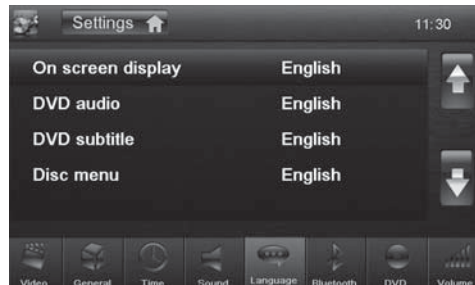 Settings 11:30
On screen display English
DVD audio English
DVD subtitle English
Disc menu English
Video General Time Sound Language Bluetooth DVD Volume